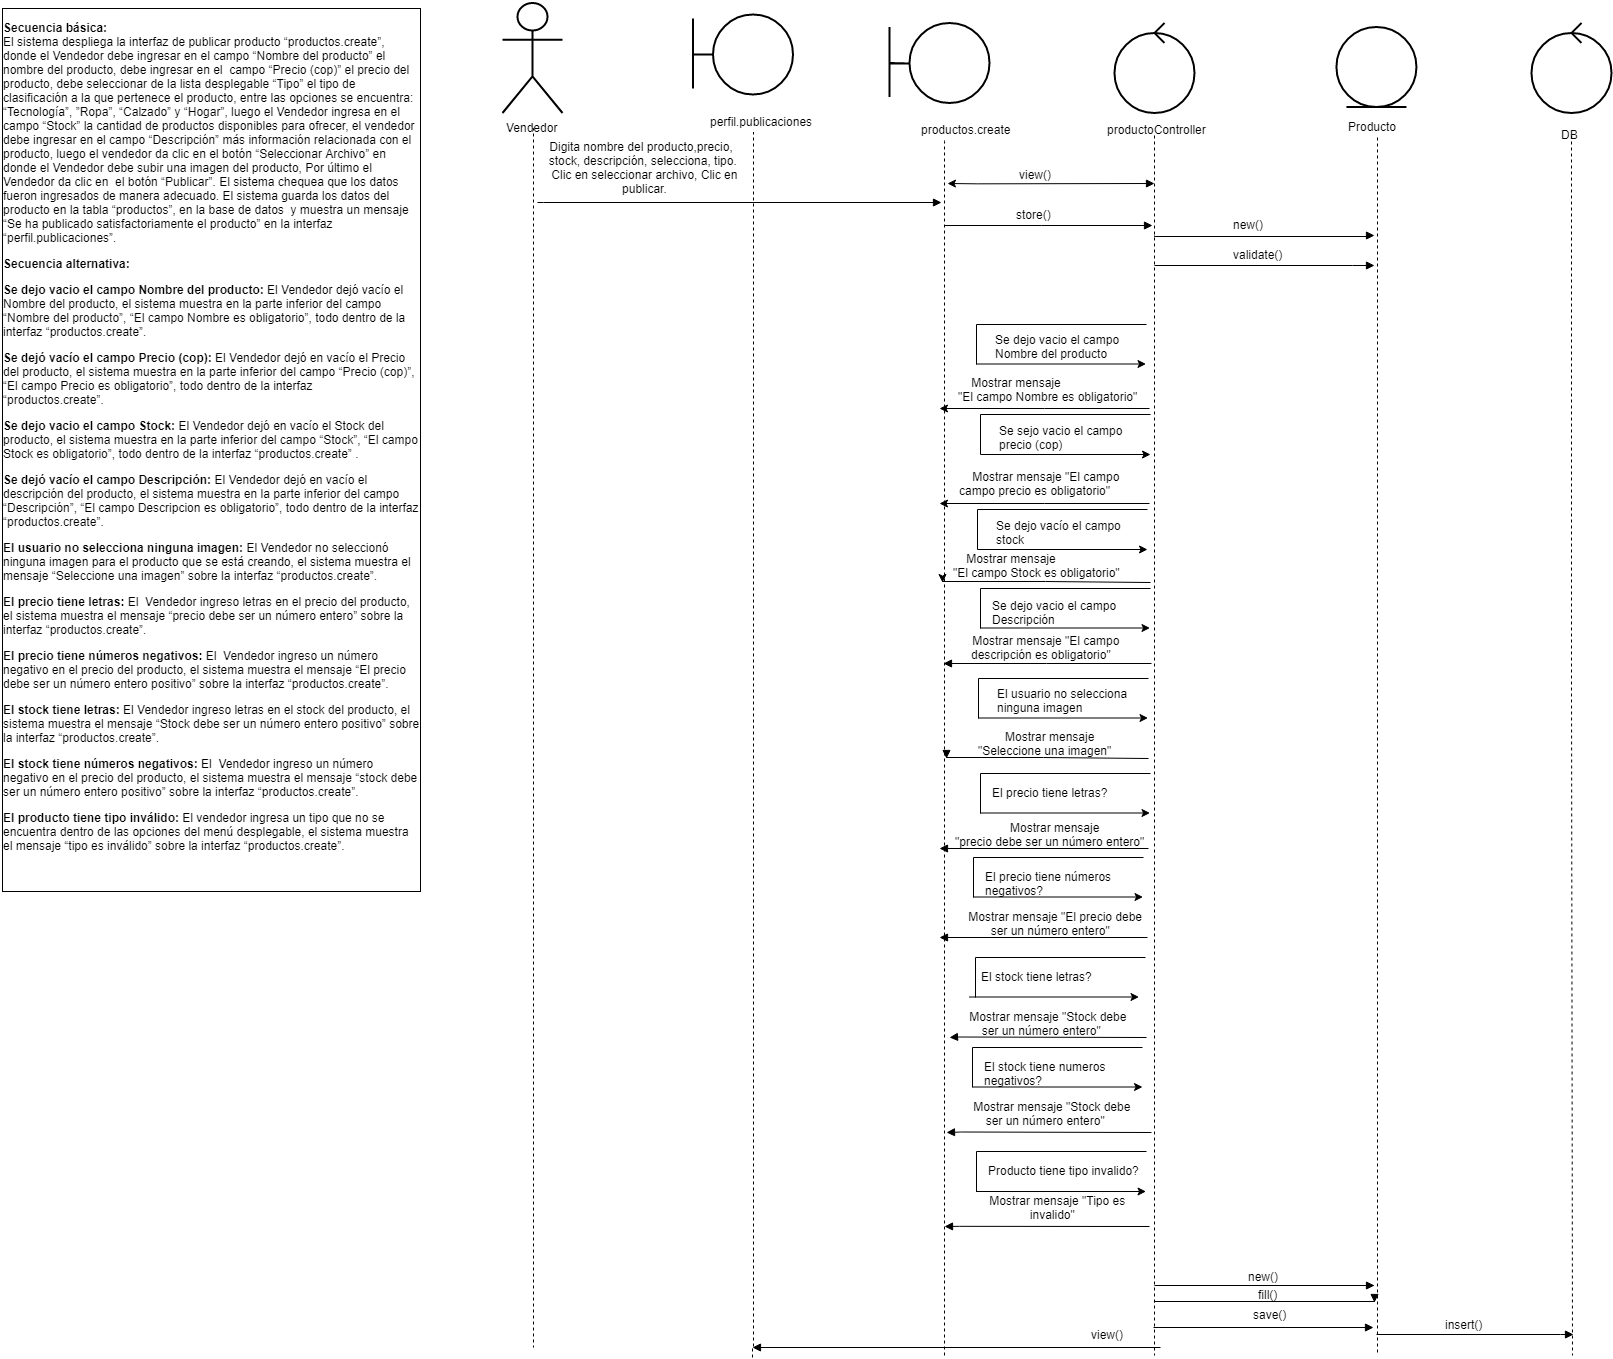 Secuencia básica:
El sistema despliega la interfaz de publicar producto “productos.create”,
donde el Vendedor debe ingresar en el campo “Nombre del producto” el
nombre del producto, debe ingresar en el  campo “Precio (cop)” el precio del
producto, debe seleccionar de la lista desplegable “Tipo” el tipo de
clasificación a la que pertenece el producto, entre las opciones se encuentra:
“Tecnología”, ”Ropa”, “Calzado” y “Hogar”, luego el Vendedor ingresa en el
campo “Stock” la cantidad de productos disponibles para ofrecer, el vendedor
debe ingresar en el campo “Descripción” más información relacionada con el
producto, luego el vendedor da clic en el botón “Seleccionar Archivo” en
donde el Vendedor debe subir una imagen del producto, Por último el
Vendedor da clic en  el botón “Publicar”. El sistema chequea que los datos
fueron ingresados de manera adecuado. El sistema guarda los datos del
producto en la tabla “productos”, en la base de datos  y muestra un mensaje
“Se ha publicado satisfactoriamente el producto” en la interfaz
“perfil.publicaciones”.
Secuencia alternativa:
Se dejo vacio el campo Nombre del producto: El Vendedor dejó vacío el
Nombre del producto, el sistema muestra en la parte inferior del campo
“Nombre del producto”, “El campo Nombre es obligatorio”, todo dentro de la
interfaz “productos.create”.
Se dejó vacío el campo Precio (cop): El Vendedor dejó en vacío el Precio
del producto, el sistema muestra en la parte inferior del campo “Precio (cop)”,
“El campo Precio es obligatorio”, todo dentro de la interfaz
“productos.create”.
Se dejo vacio el campo Stock: El Vendedor dejó en vacío el Stock del
producto, el sistema muestra en la parte inferior del campo “Stock”, “El campo
Stock es obligatorio”, todo dentro de la interfaz “productos.create” .
Se dejó vacío el campo Descripción: El Vendedor dejó en vacío el
descripción del producto, el sistema muestra en la parte inferior del campo
“Descripción”, “El campo Descripcion es obligatorio”, todo dentro de la interfaz
“productos.create”.
El usuario no selecciona ninguna imagen: El Vendedor no seleccionó
ninguna imagen para el producto que se está creando, el sistema muestra el
mensaje “Seleccione una imagen” sobre la interfaz “productos.create”.
El precio tiene letras: El  Vendedor ingreso letras en el precio del producto,
el sistema muestra el mensaje “precio debe ser un número entero” sobre la
interfaz “productos.create”.
El precio tiene números negativos: El  Vendedor ingreso un número
negativo en el precio del producto, el sistema muestra el mensaje “El precio
debe ser un número entero positivo” sobre la interfaz “productos.create”.
El stock tiene letras: El Vendedor ingreso letras en el stock del producto, el
sistema muestra el mensaje “Stock debe ser un número entero positivo” sobre
la interfaz “productos.create”.
El stock tiene números negativos: El  Vendedor ingreso un número
negativo en el precio del producto, el sistema muestra el mensaje “stock debe
ser un número entero positivo” sobre la interfaz “productos.create”.
El producto tiene tipo inválido: El vendedor ingresa un tipo que no se
encuentra dentro de las opciones del menú desplegable, el sistema muestra
el mensaje “tipo es inválido” sobre la interfaz “productos.create”.
Vendedor
perfil.publicaciones
productos.create
productoController
Producto
DB
Digita nombre del producto,precio,
stock, descripción, selecciona, tipo.
Clic en seleccionar archivo, Clic en
publicar.
view()
store()
new()
validate()
Se dejo vacio el campo
Nombre del producto
Mostrar mensaje
"El campo Nombre es obligatorio"
Se sejo vacio el campo
precio (cop)
Mostrar mensaje "El campo
campo precio es obligatorio"
Se dejo vacío el campo
stock
Mostrar mensaje
"El campo Stock es obligatorio"
Se dejo vacio el campo
Descripción
Mostrar mensaje "El campo
descripción es obligatorio"
El usuario no selecciona
ninguna imagen
Mostrar mensaje
"Seleccione una imagen"
El precio tiene letras?
Mostrar mensaje
"precio debe ser un número entero"
El precio tiene números
negativos?
Mostrar mensaje "El precio debe
ser un número entero"
El stock tiene letras?
Mostrar mensaje "Stock debe
ser un número entero"
El stock tiene numeros
negativos?
Mostrar mensaje "Stock debe
ser un número entero"
Producto tiene tipo invalido?
Mostrar mensaje "Tipo es
invalido"
new()
fill()
save()
insert()
view()